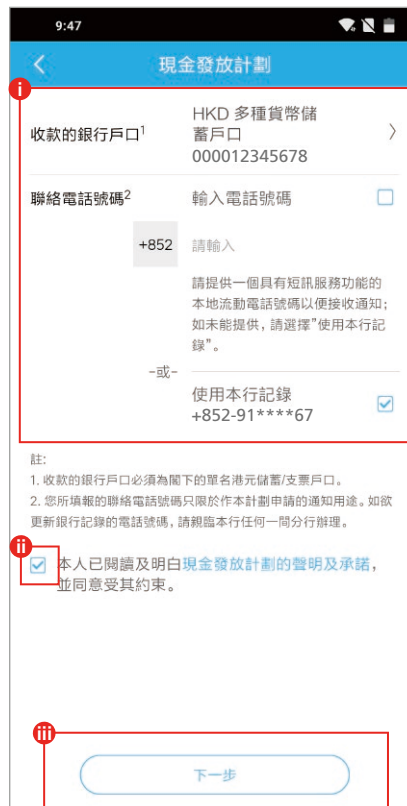 9:47
現金發放計劃
i
收款的銀行戶口1
HKD 多種貨幣儲
蓄戶口
000012345678
聯絡電話號碼2
輸入電話號碼
+852
請輸入
請提供一個具有短訊服務功能的
本地流動電話號碼以便接收通知;
如未能提供, 請選擇"使用本行記
錄"。
-或-
使用本行記錄
+852-91****67
註:
1. 收款的銀行戶口必須為閣下的單名港元儲蓄/支票戶口。
2. 您所填報的聯絡電話號碼只限於作本計劃申請的通知用途。如欲
更新銀行記錄的電話號碼, 請親臨本行任何一間分行辦理。
ii
本人已閱讀及明白現金發放計劃的聲明及承諾,
並同意受其約束。
iii
下一步